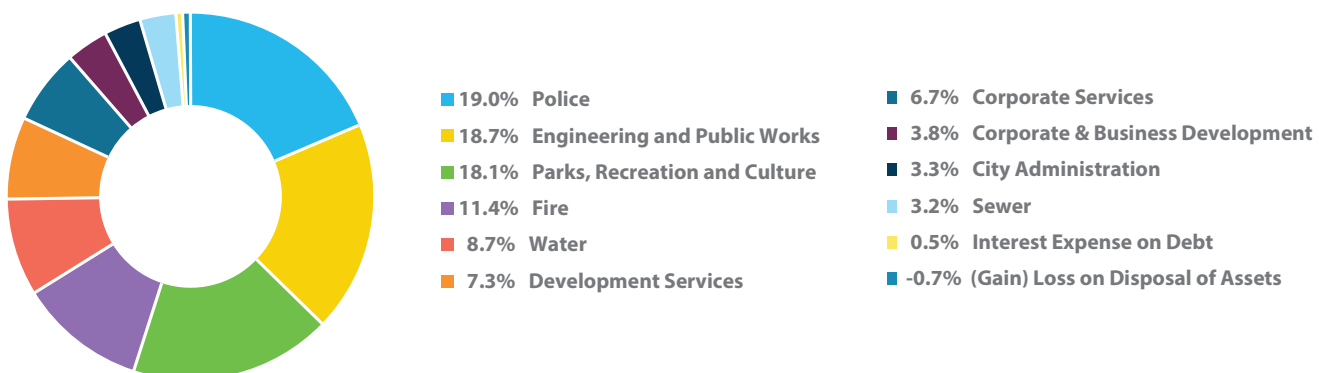 19.0% Police
18.7% Engineering and Public Works
18.1% Parks, Recreation and Culture
11.4% Fire
8.7% Water
7.3% Development Services
6.7% Corporate Services
3.8% Corporate & Business Development
3.3% City Administration
3.2% Sewer
0.5% Interest Expense on Debt
-0.7% (Gain) Loss on Disposal of Assets